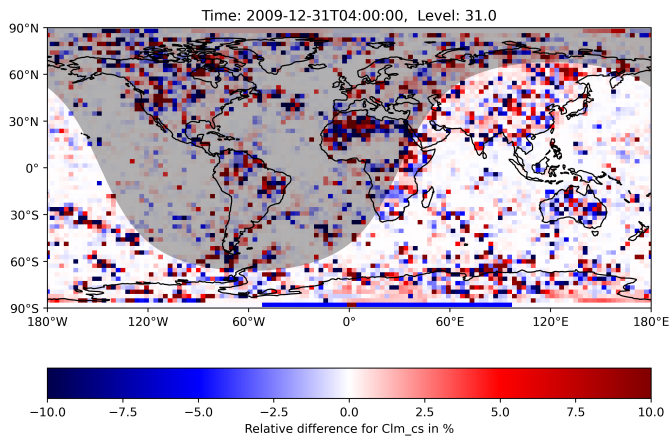 Time: 2009-12-31T04:00:00,  Level: 31.0
90°N
60°N
30°N
0°
30°S
60°S
90°S
180°W 120°W 60°W 0° 60°E 120°E 180°E
−10.0 −7.5 −5.0 −2.5 0.0 2.5 5.0 7.5 10.0
Relative difference for Clm_cs in %